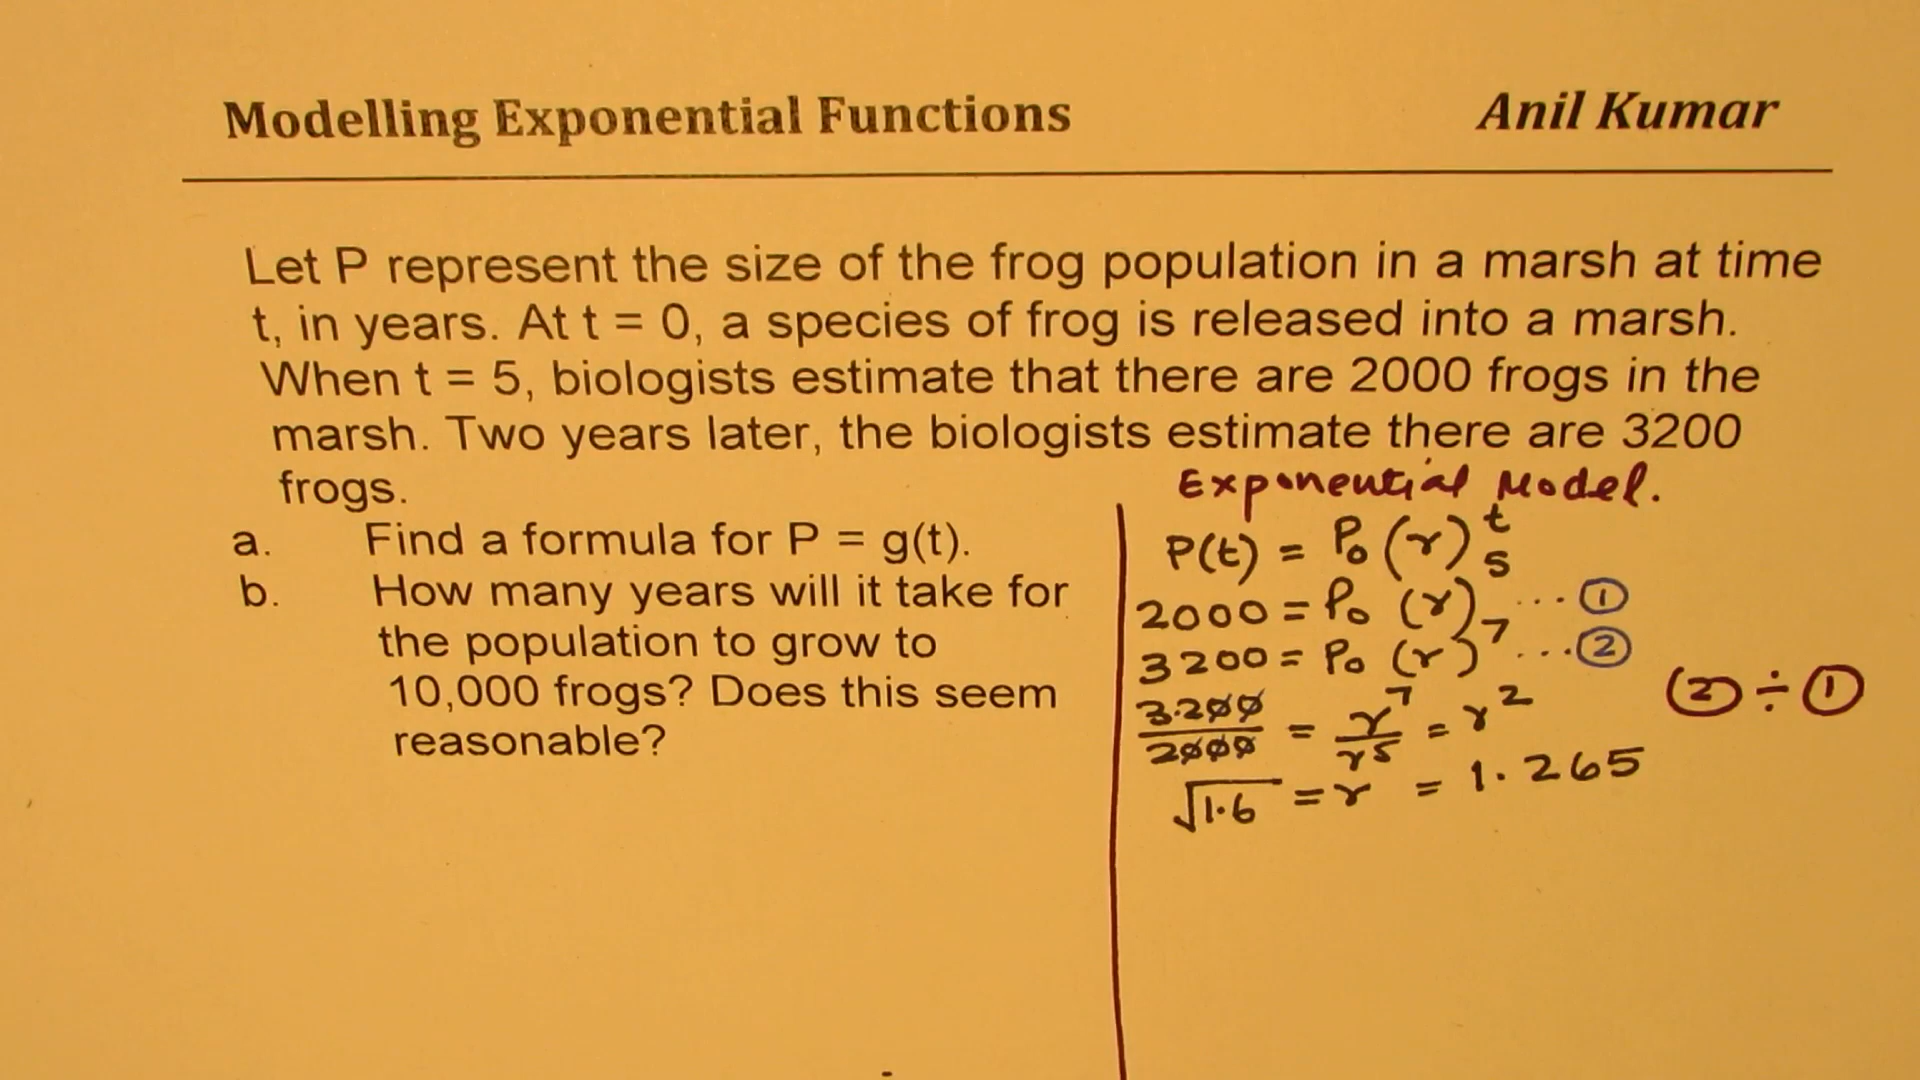 Modelling Exponential Functions Anil Kumar
Let P represent the size of the frog population in a marsh at time
t, in years. At t = 0, a species of frog is released into a marsh.
When t = 5, biologists estimate that there are 2000 frogs in the
marsh. Two years later, the biologists estimate there are 3200
frogs.
a. Find a formula for P = g(t).
b. How many years will it take for
the population to grow to
10,000 frogs? Does this seem
reasonable?
Exponential Model.
P(t) = P₀ (r)^t
2000 = P₀ (r)^5 ... ①
3200 = P₀ (r)^7 ... ②
3200/2000 = r^7/r^5 = r^2 ② ÷ ①
√1.6 = r = 1.265